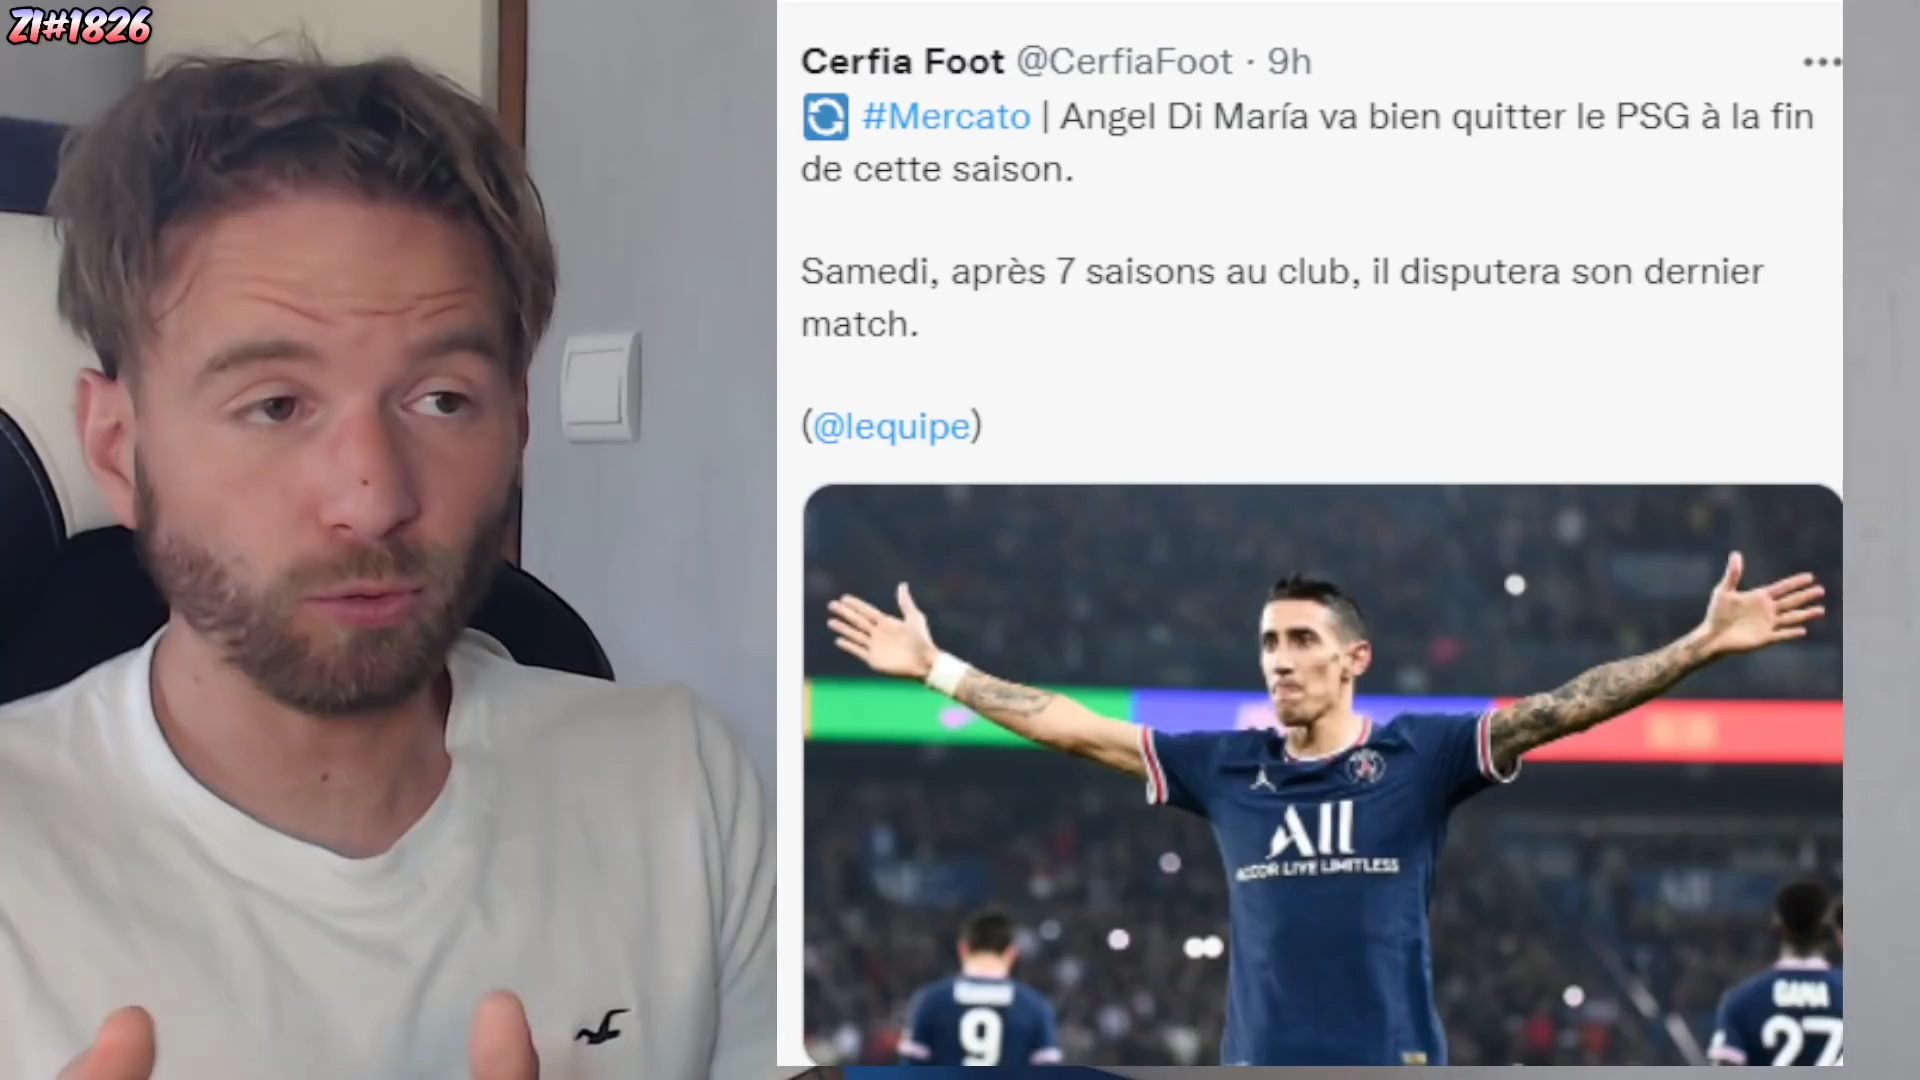 ZI#1826
Cerfia Foot @CerfiaFoot · 9h
#Mercato | Angel Di María va bien quitter le PSG à la fin
de cette saison.
Samedi, après 7 saisons au club, il disputera son dernier
match.
(@lequipe)
All
ACCOR LIVE LIMITLESS
9
GANA
27